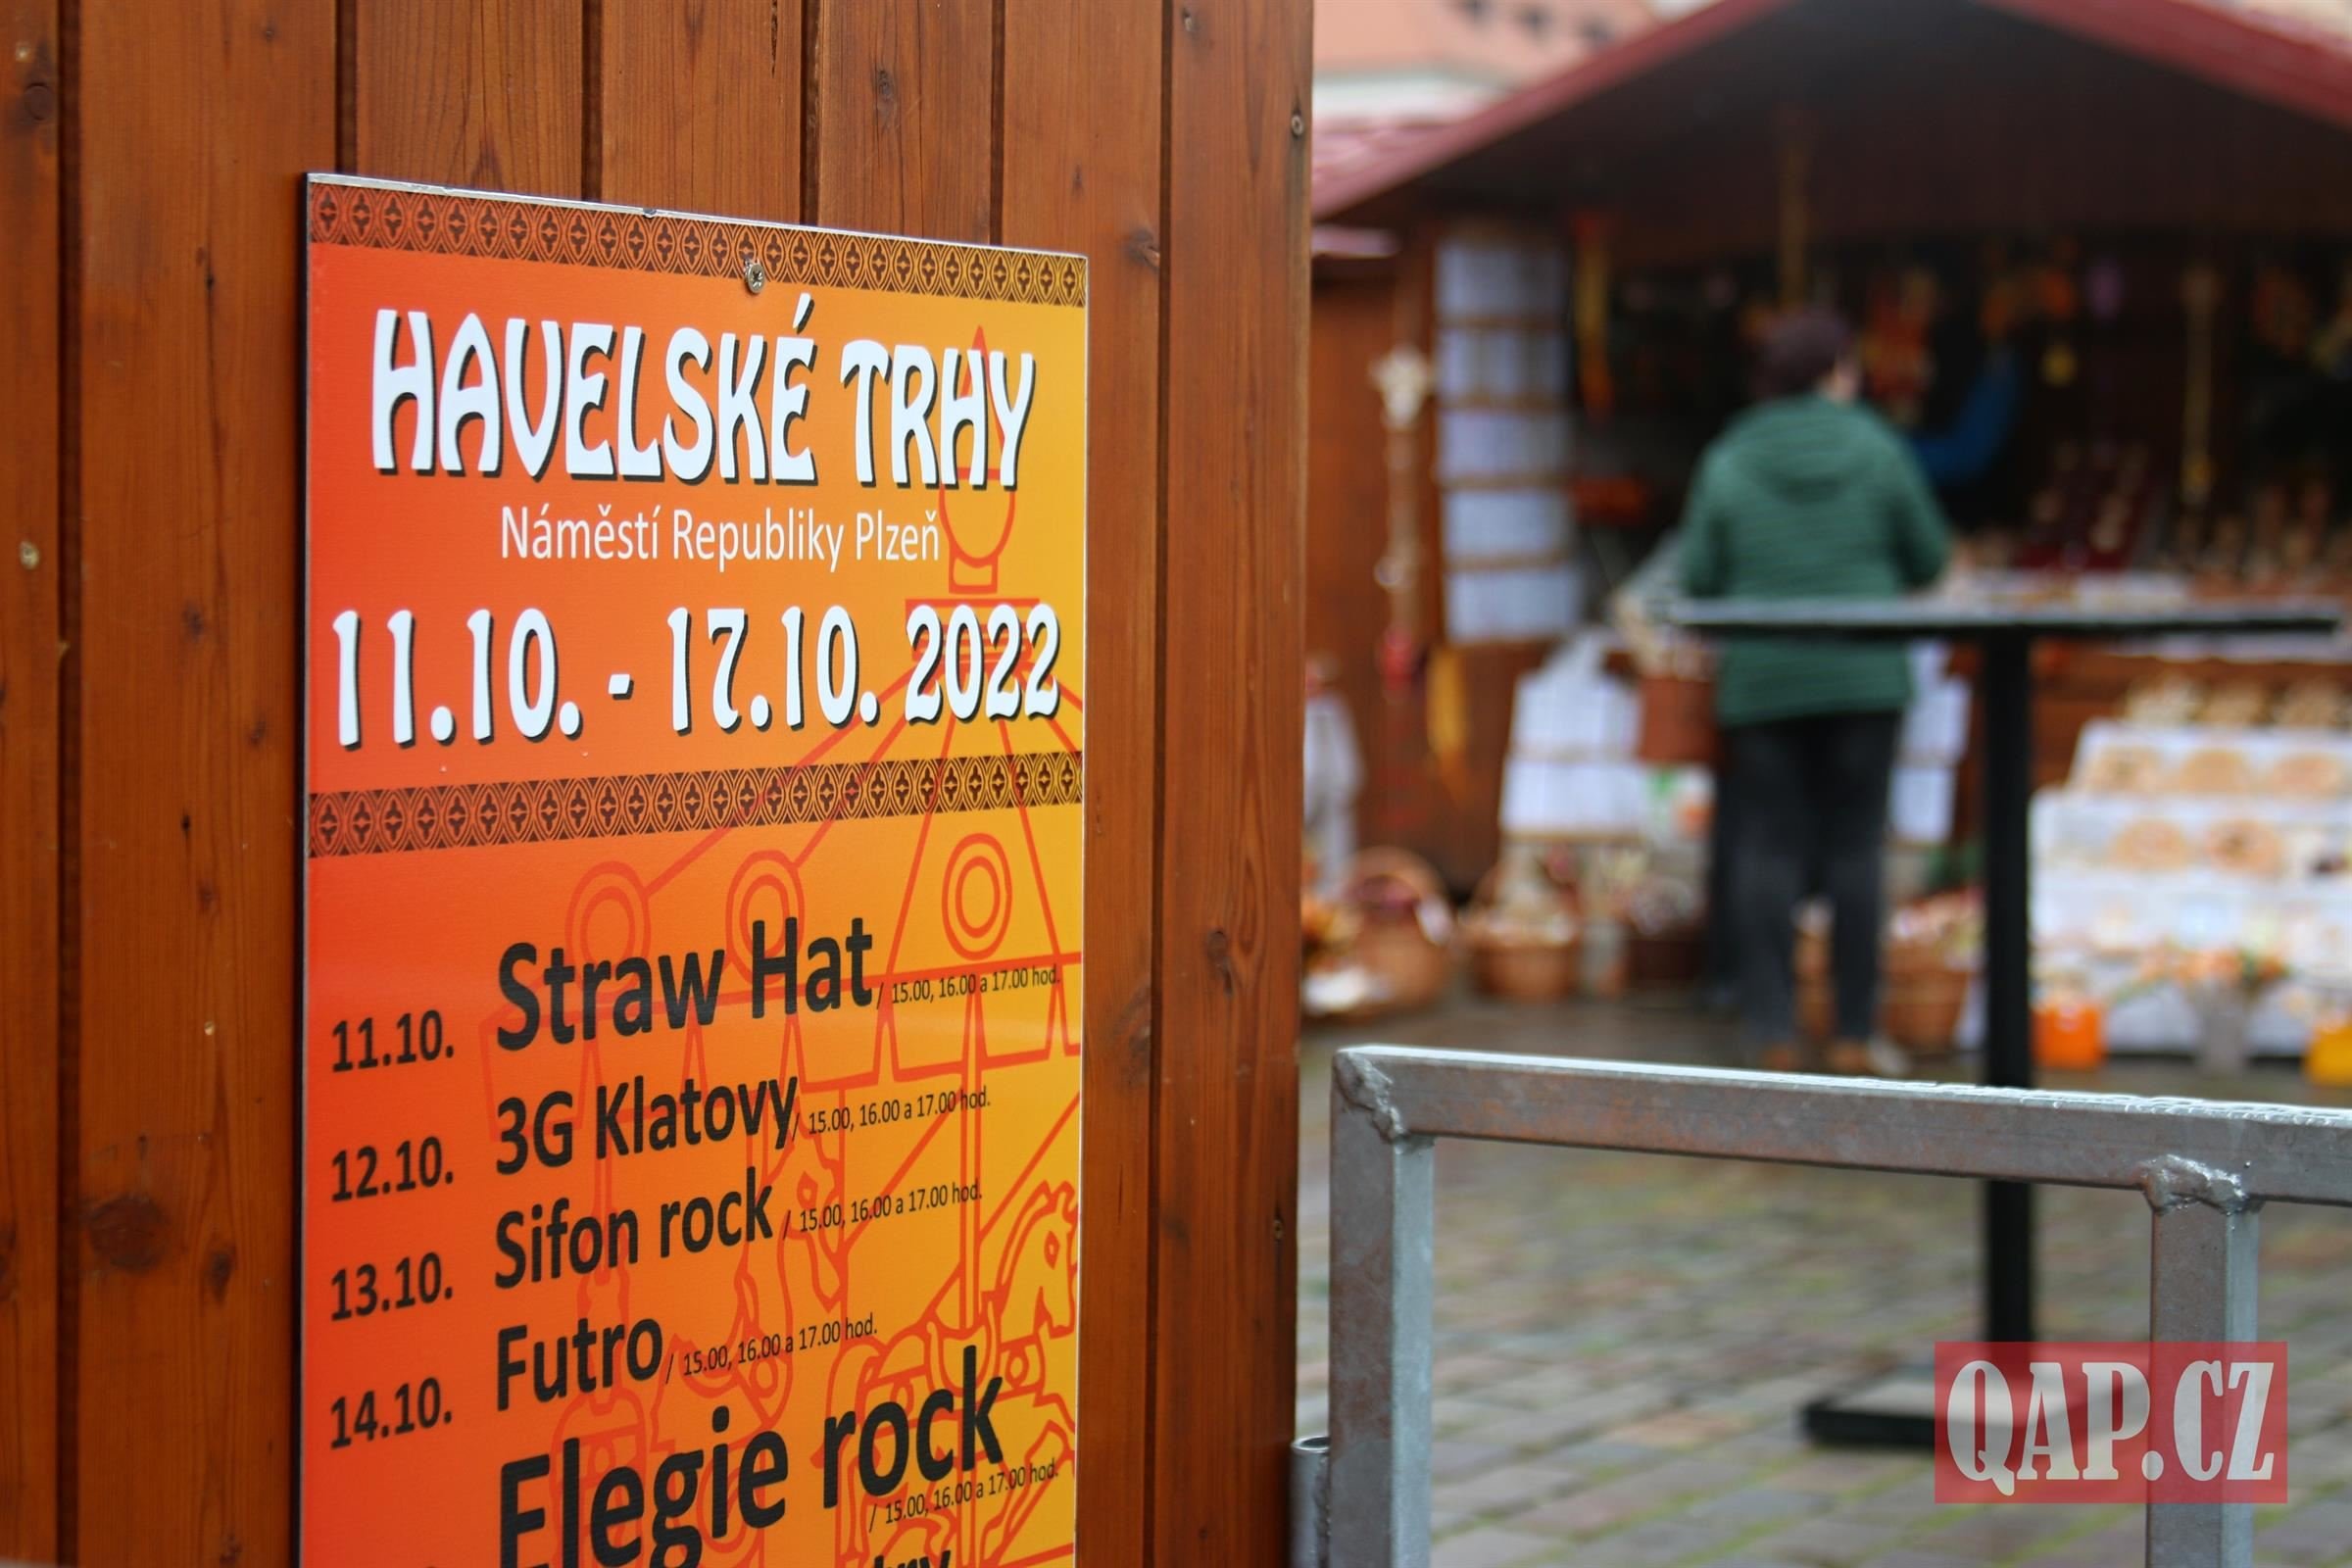 HAVELSKÉ TRHY
Náměstí Republiky Plzeň
11.10. - 17.10. 2022
11.10. Straw Hat / 15.00, 16.00 a 17.00 hod.
12.10. 3G Klatovy / 15.00, 16.00 a 17.00 hod.
13.10. Sifon rock / 15.00, 16.00 a 17.00 hod.
14.10. Futro / 15.00, 16.00 a 17.00 hod.
Elegie rock
/ 15.00, 16.00 a 17.00 hod.
QAP.CZ